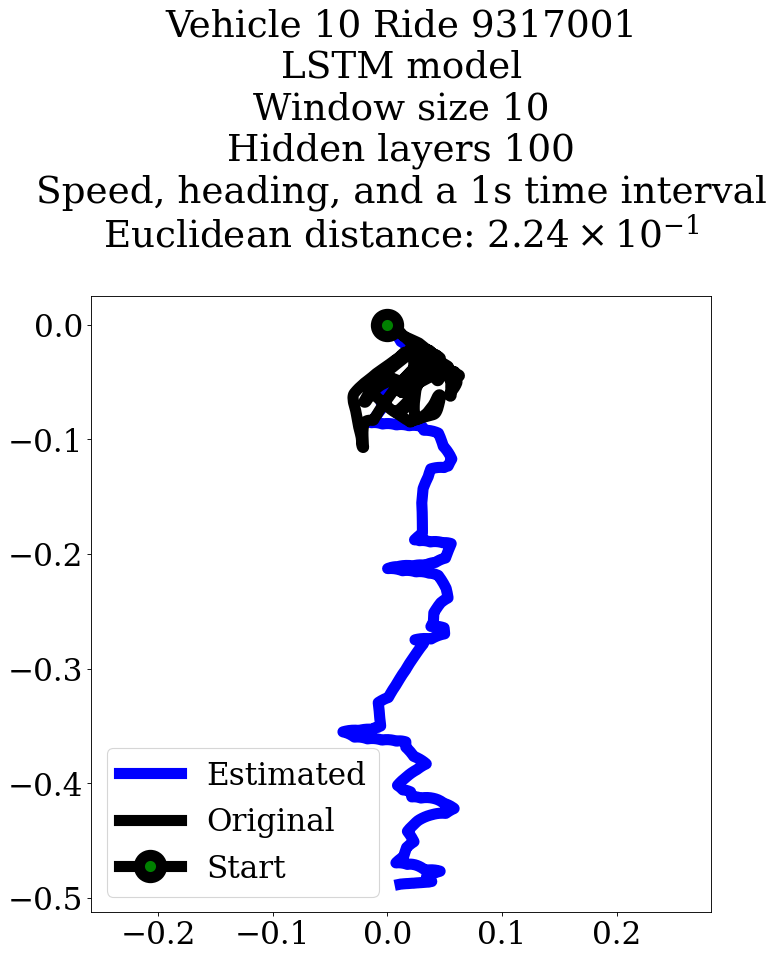 Vehicle 10 Ride 9317001
LSTM model
Window size 10
Hidden layers 100
Speed, heading, and a 1s time interval
Euclidean distance: 2.24 × 10⁻¹
0.0
−0.1
−0.2
−0.3
−0.4
−0.5
Estimated
Original
Start
−0.2
−0.1
0.0
0.1
0.2